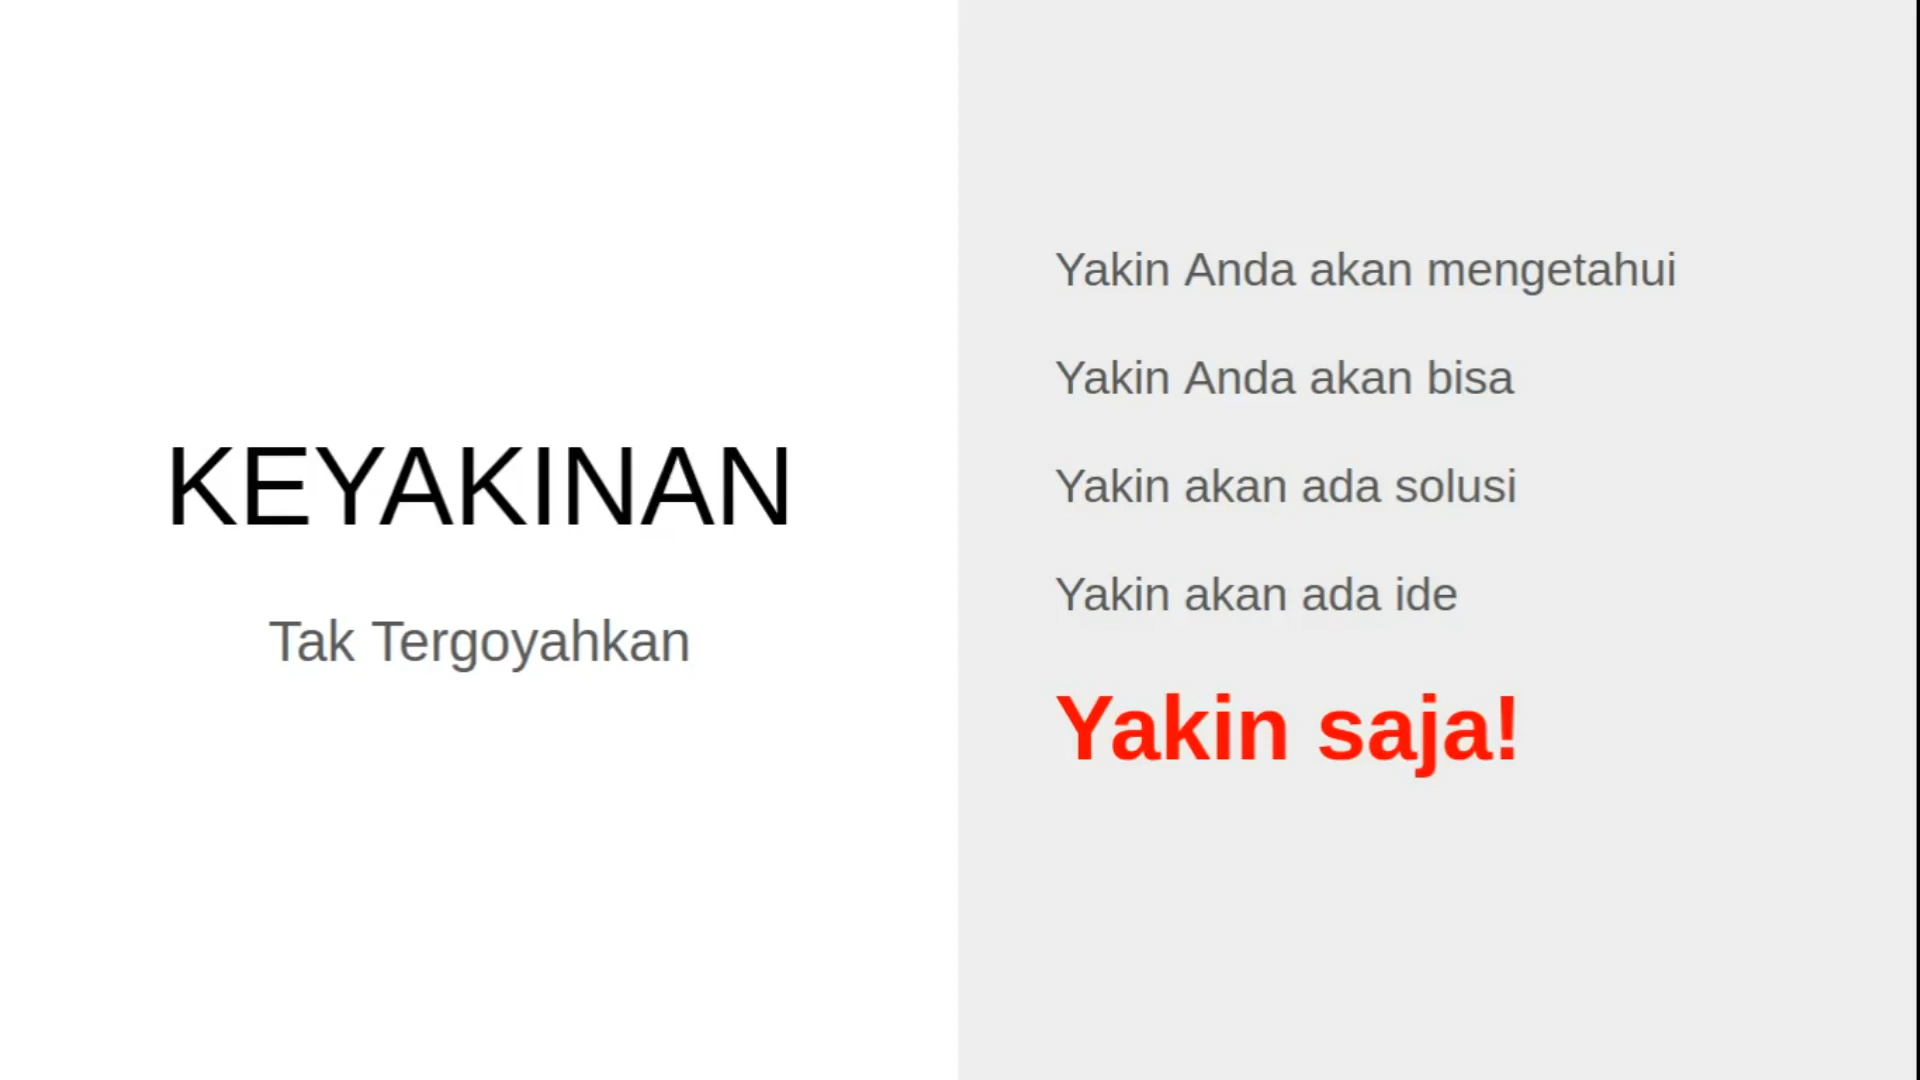 KEYAKINAN
Tak Tergoyahkan
Yakin Anda akan mengetahui
Yakin Anda akan bisa
Yakin akan ada solusi
Yakin akan ada ide
Yakin saja!